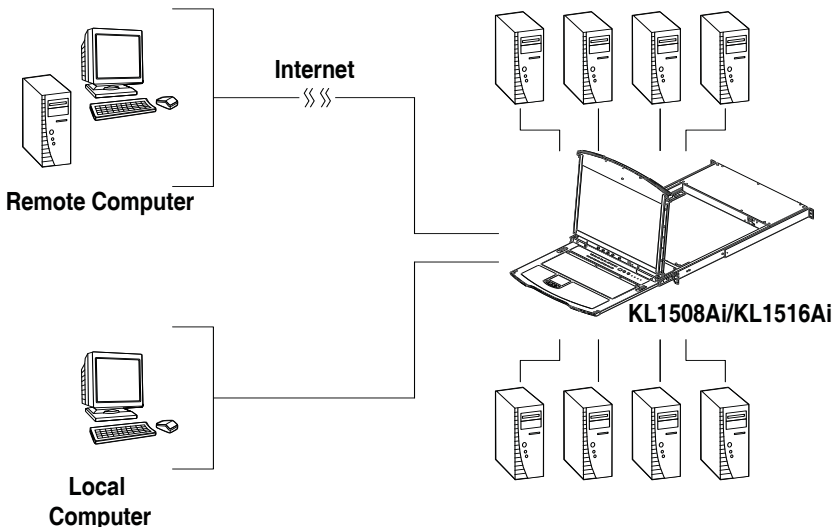 Internet
Remote Computer
KL1508Ai/KL1516Ai
Local
Computer